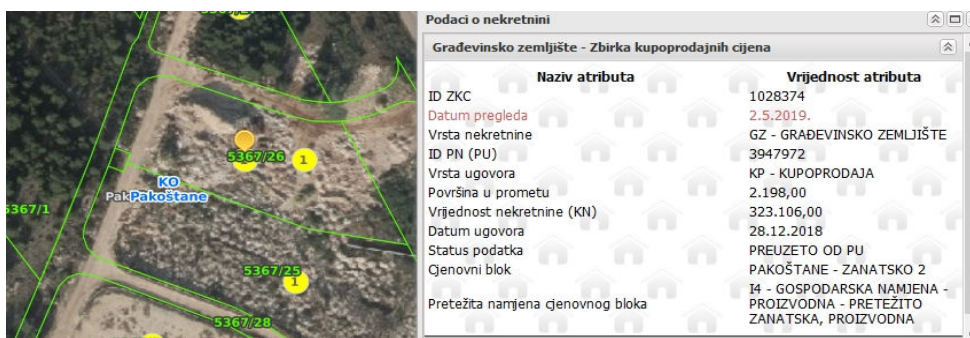 5367/26
1
KO
Pakoštane
5367/1
5367/25
1
5367/28
Podaci o nekretnini
Građevinsko zemljište - Zbirka kupoprodajnih cijena
Naziv atributa Vrijednost atributa
ID ZKC 1028374
Datum pregleda 2.5.2019.
Vrsta nekretnine GZ - GRAĐEVINSKO ZEMLJIŠTE
ID PN (PU) 3947972
Vrsta ugovora KP - KUPOPRODAJA
Površina u prometu 2.198,00
Vrijednost nekretnine (KN) 323.106,00
Datum ugovora 28.12.2018
Status podatka PREUZETO OD PU
Cjenovni blok PAKOŠTANE - ZANATSKO 2
Pretežita namjena cjenovnog bloka I4 - GOSPODARSKA NAMJENA -
PROIZVODNA - PRETEŽITO
ZANATSKA, PROIZVODNA